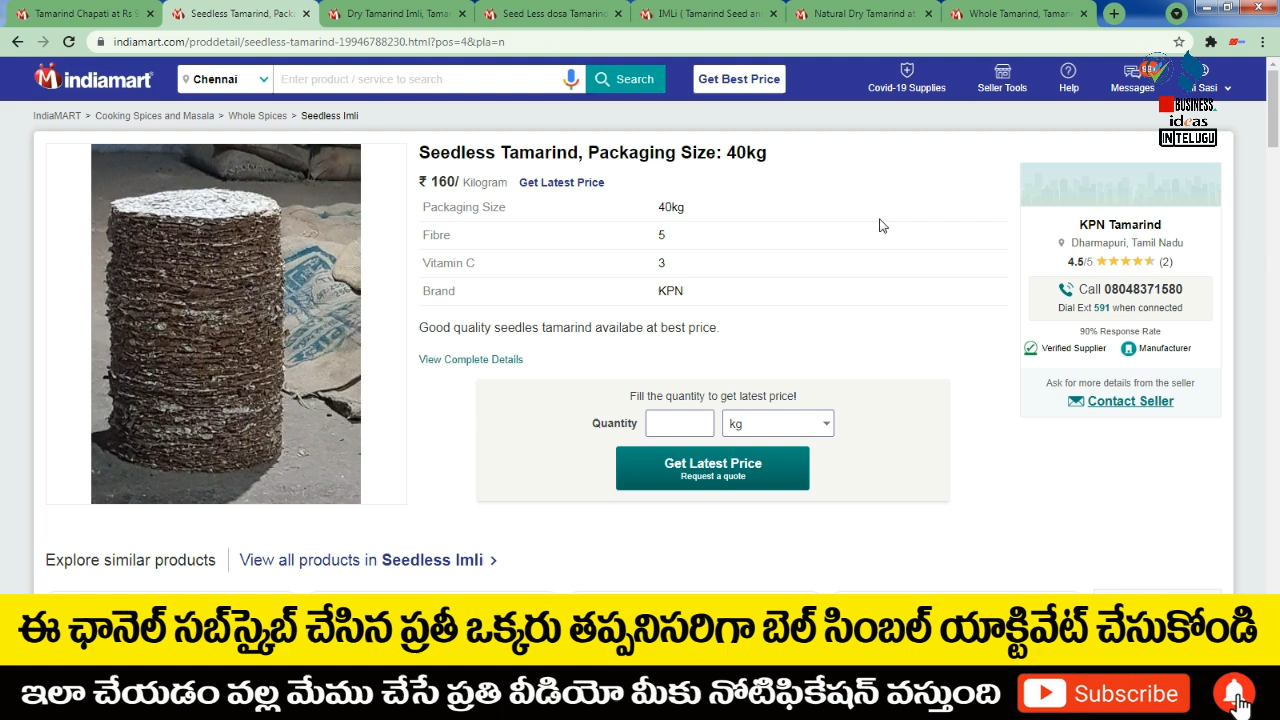 Tamarind Chapati at Rs 9
Seedless Tamarind, Packa
Dry Tamarind Imli, Tama
Seed Less dosa Tamarind
IMLi ( Tamarind Seed an
Natural Dry Tamarind at
Whole Tamarind, Tamari
indiamart.com/proddetail/seedless-tamarind-19946788230.html?pos=4&pla=n
indiamart
Chennai
Enter product / service to search
Search
Get Best Price
Covid-19 Supplies
Seller Tools
Help
Messages
Sasi
BUSINESS
ideas
IN TELUGU
IndiaMART > Cooking Spices and Masala > Whole Spices > Seedless Imli
Seedless Tamarind, Packaging Size: 40kg
₹ 160/ Kilogram Get Latest Price
Packaging Size 40kg
Fibre 5
Vitamin C 3
Brand KPN
Good quality seedles tamarind availabe at best price.
View Complete Details
Fill the quantity to get latest price!
Quantity kg
Get Latest Price
Request a quote
KPN Tamarind
Dharmapuri, Tamil Nadu
4.5/5 (2)
Call 08048371580
Dial Ext 591 when connected
90% Response Rate
Verified Supplier Manufacturer
Ask for more details from the seller
Contact Seller
Explore similar products View all products in Seedless Imli >
ఈ ఛానెల్ సబ్‌స్క్రైబ్ చేసిన ప్రతీ ఒక్కరు తప్పనిసరిగా బెల్ సింబల్ యాక్టివేట్ చేసుకోండి
ఇలా చేయడం వల్ల మేము చేసే ప్రతి వీడియో మీకు నోటిఫికేషన్ వస్తుంది Subscribe